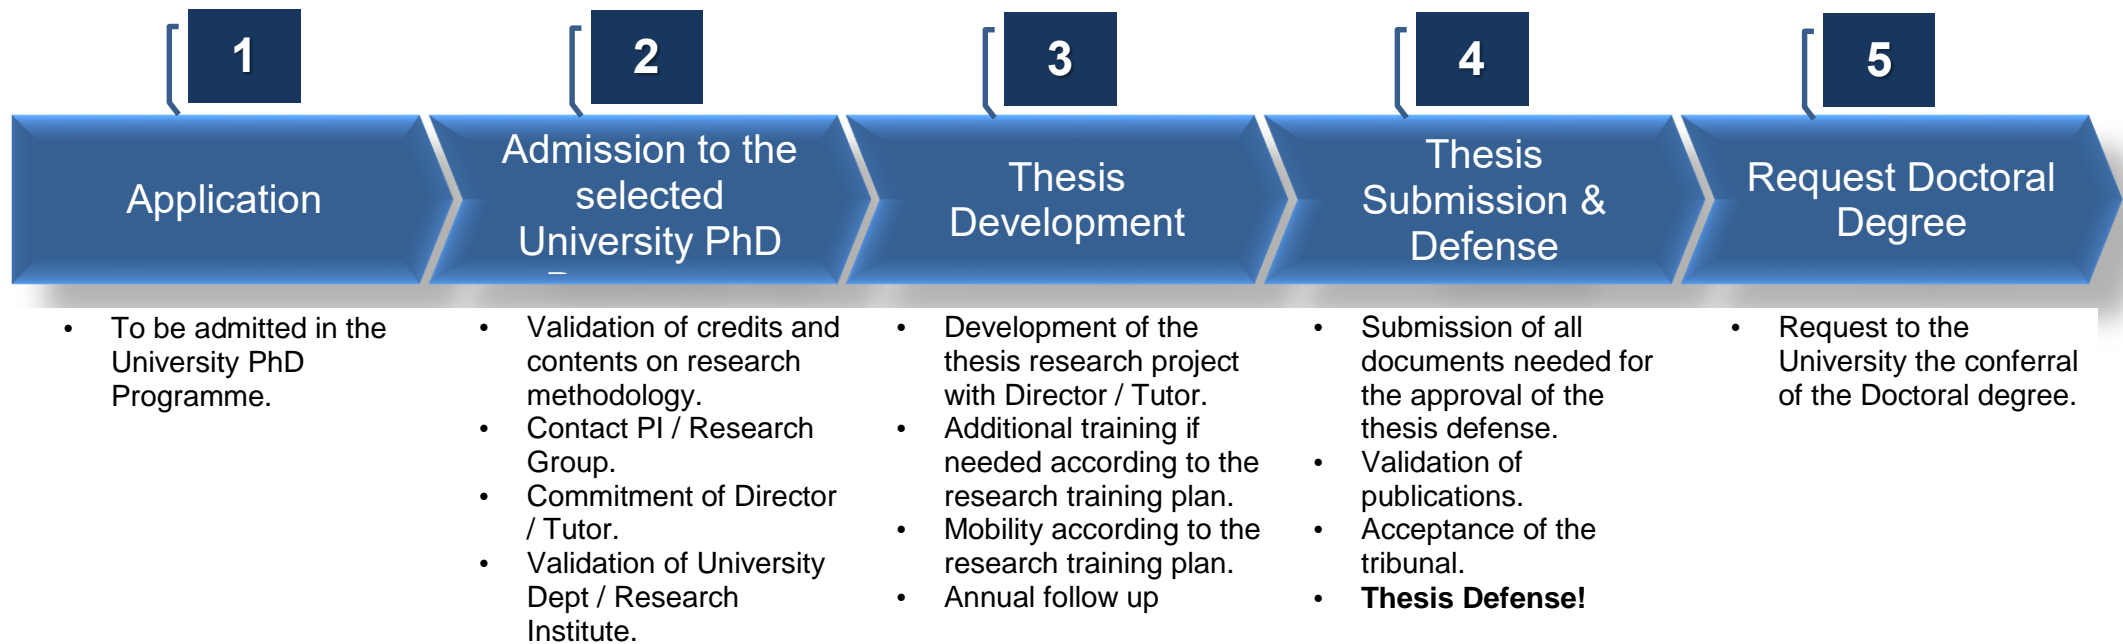 1
Application
• To be admitted in the
University PhD
Programme.
2
Admission to the
selected
University PhD
• Validation of credits and
contents on research
methodology.
• Contact PI / Research
Group.
• Commitment of Director
/ Tutor.
• Validation of University
Dept / Research
Institute.
3
Thesis
Development
• Development of the
thesis research project
with Director / Tutor.
• Additional training if
needed according to the
research training plan.
• Mobility according to the
research training plan.
• Annual follow up
4
Thesis
Submission &
Defense
• Submission of all
documents needed for
the approval of the
thesis defense.
• Validation of
publications.
• Acceptance of the
tribunal.
• Thesis Defense!
5
Request Doctoral
Degree
• Request to the
University the conferral
of the Doctoral degree.